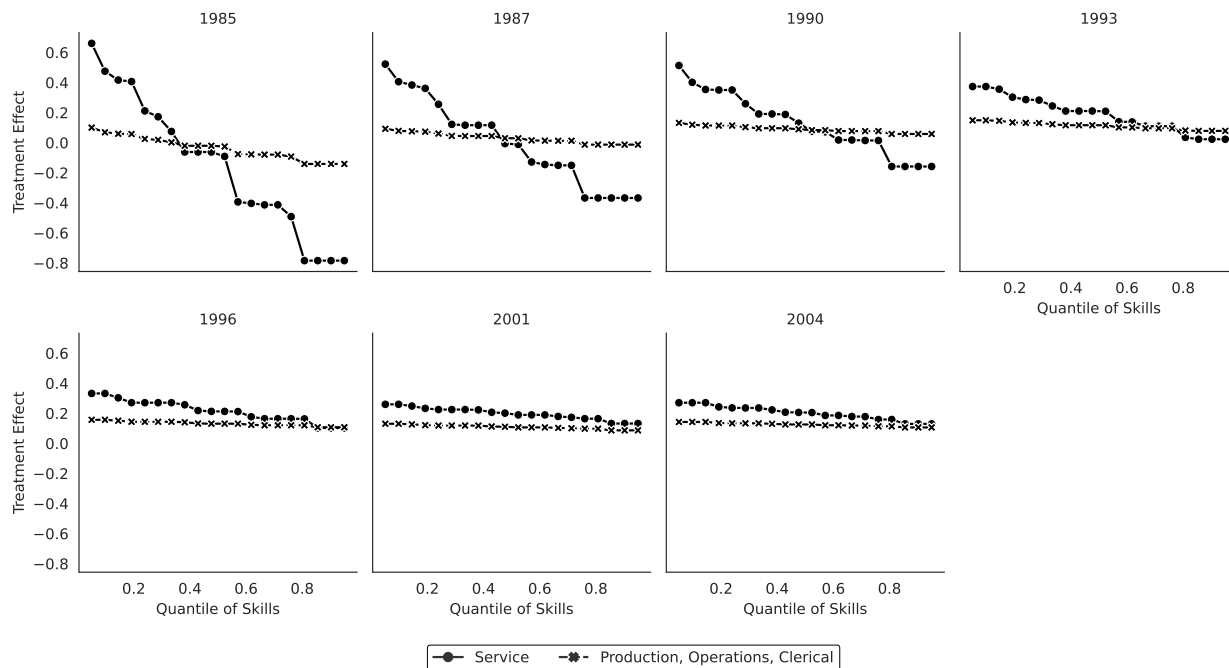 1985 1987 1990 1993
0.6
0.4
0.2
0.0
−0.2
−0.4
−0.6
−0.8
Treatment Effect
0.2 0.4 0.6 0.8
Quantile of Skills
1996 2001 2004
0.6
0.4
0.2
0.0
−0.2
−0.4
−0.6
−0.8
Treatment Effect
0.2 0.4 0.6 0.8 0.2 0.4 0.6 0.8 0.2 0.4 0.6 0.8
Quantile of Skills Quantile of Skills Quantile of Skills
Service Production, Operations, Clerical